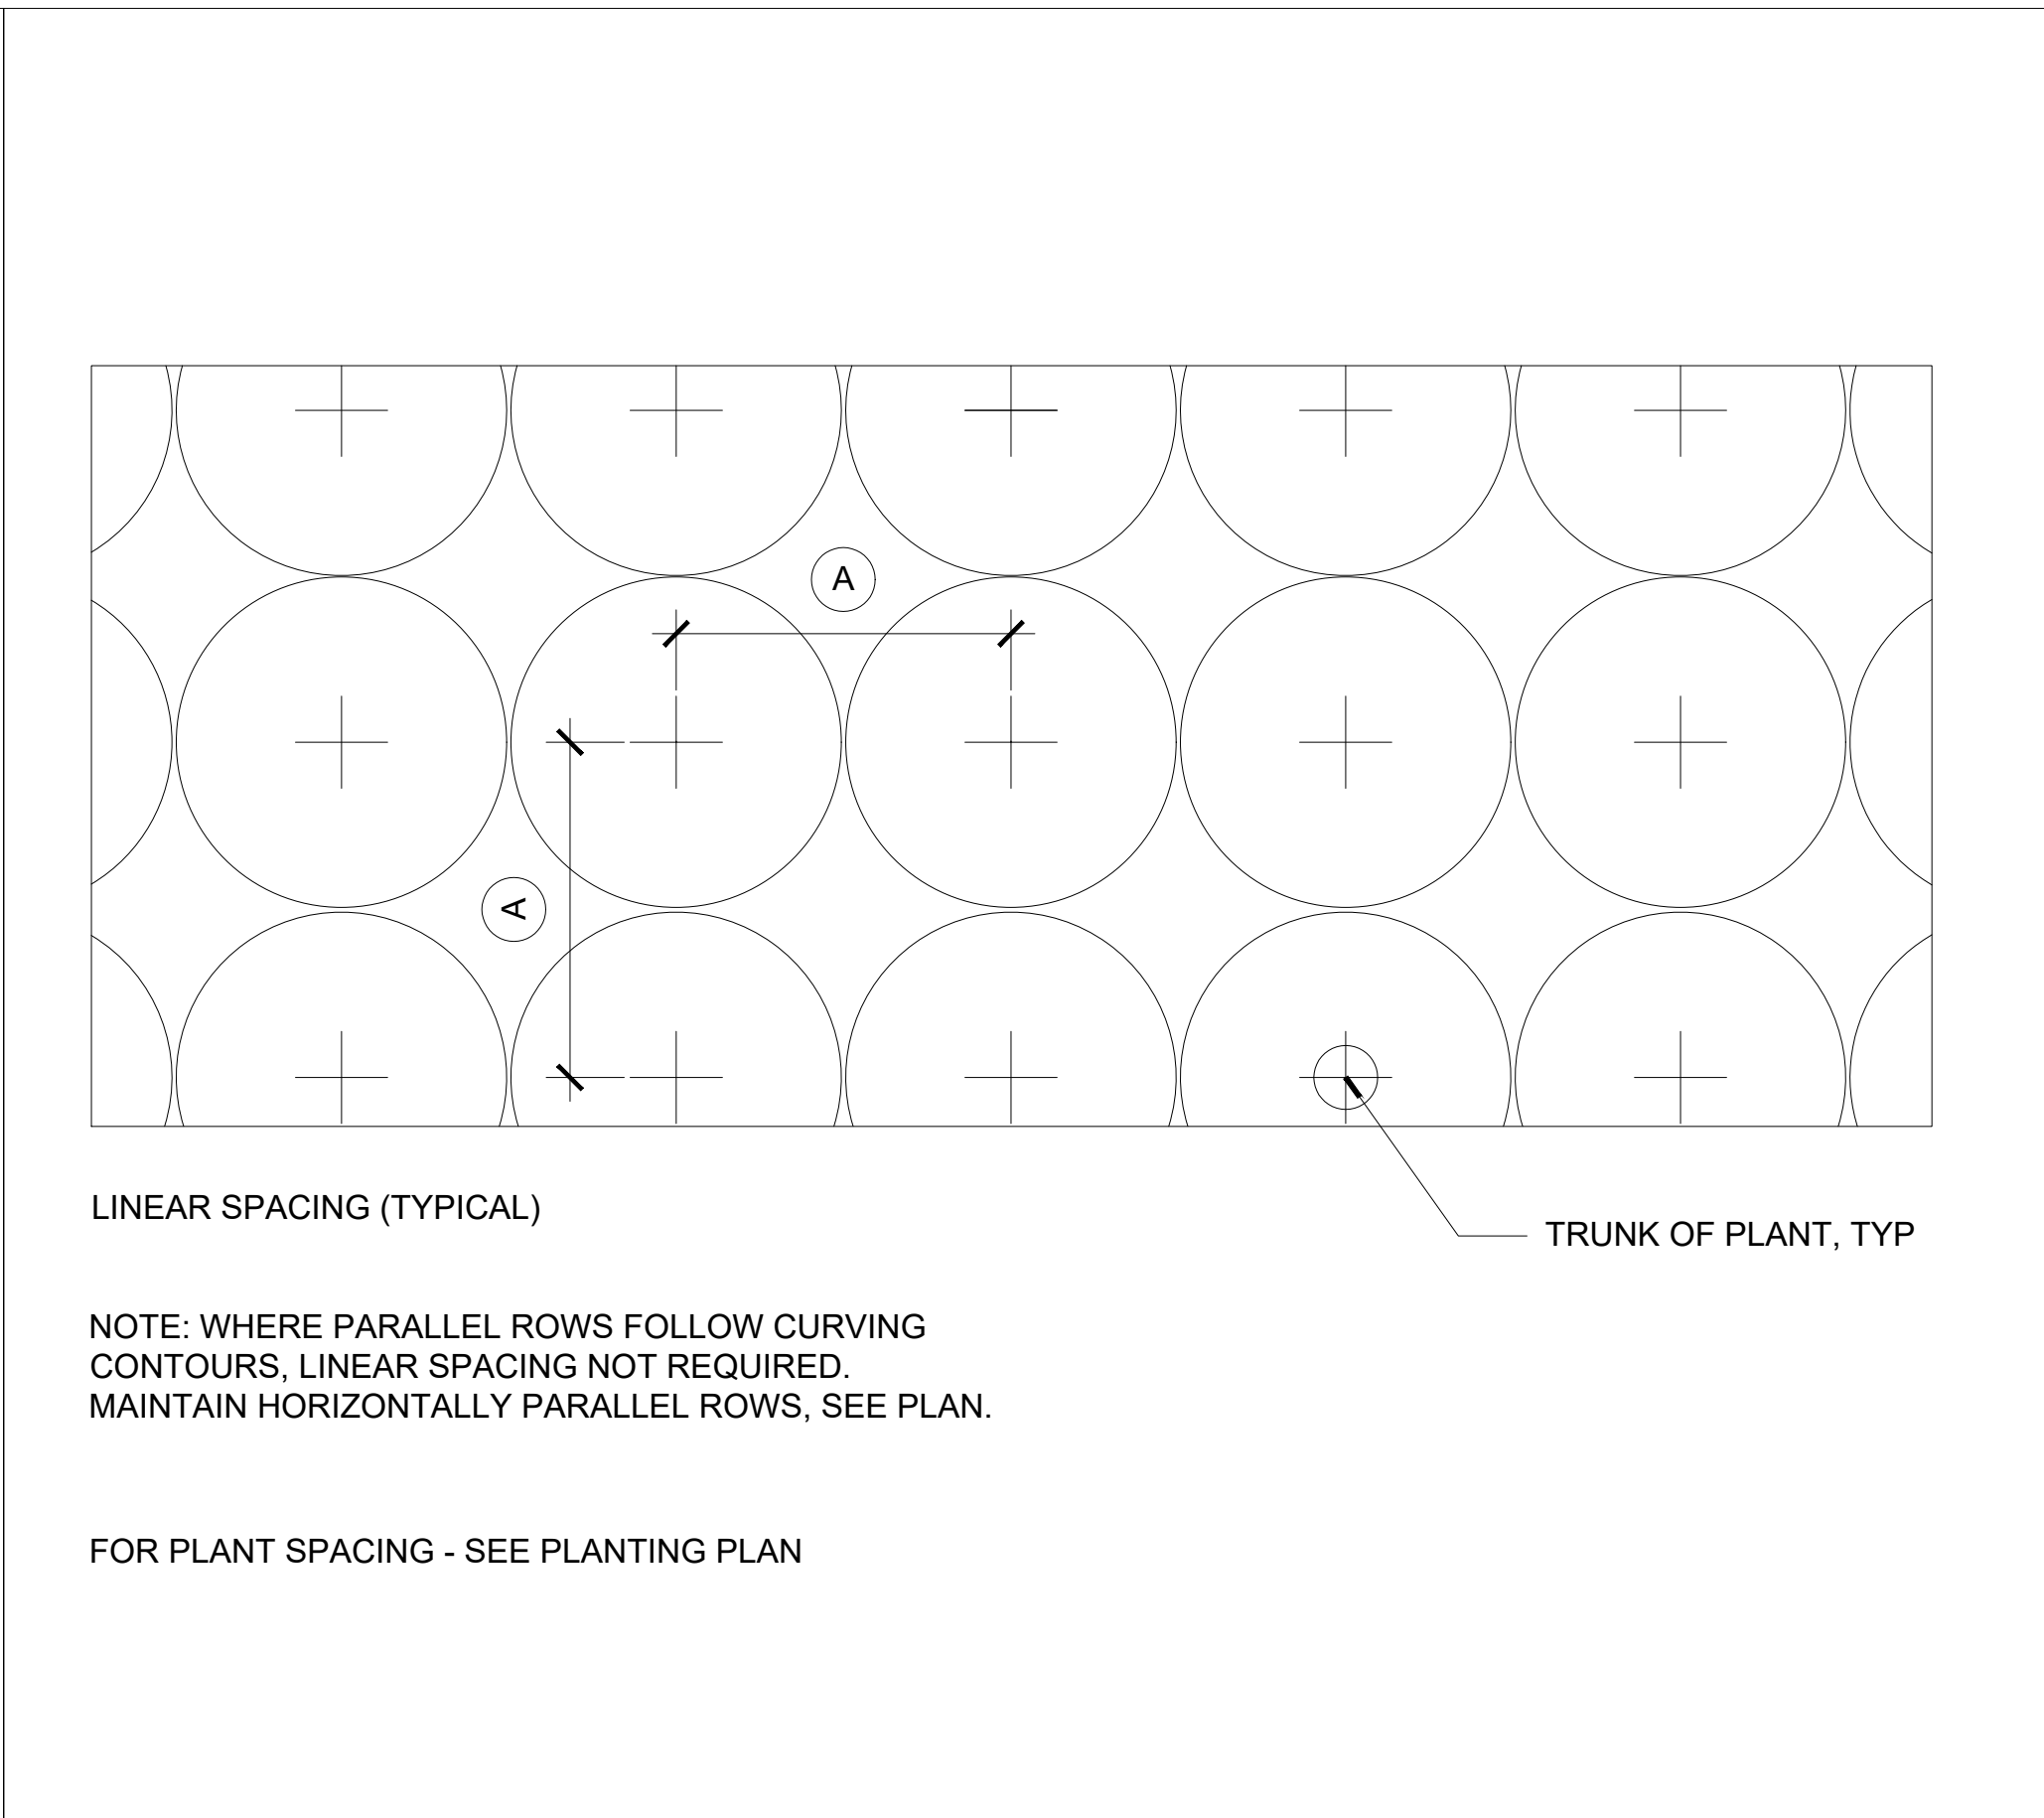 A
A
LINEAR SPACING (TYPICAL)
TRUNK OF PLANT, TYP
NOTE: WHERE PARALLEL ROWS FOLLOW CURVING
CONTOURS, LINEAR SPACING NOT REQUIRED.
MAINTAIN HORIZONTALLY PARALLEL ROWS, SEE PLAN.
FOR PLANT SPACING - SEE PLANTING PLAN